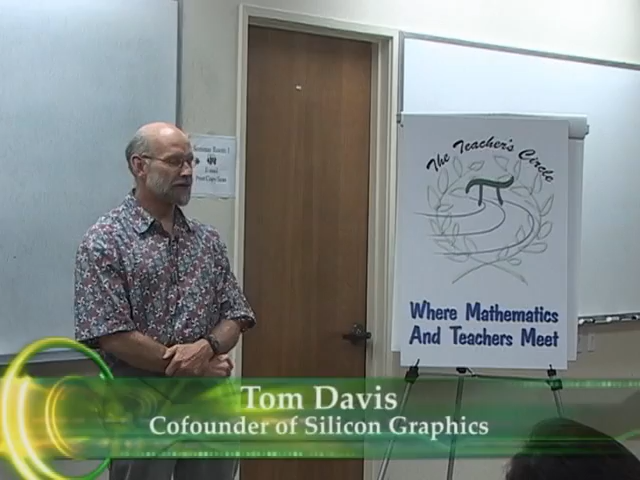 The Teacher's Circle
π
Where Mathematics
And Teachers Meet
Tom Davis
Cofounder of Silicon Graphics